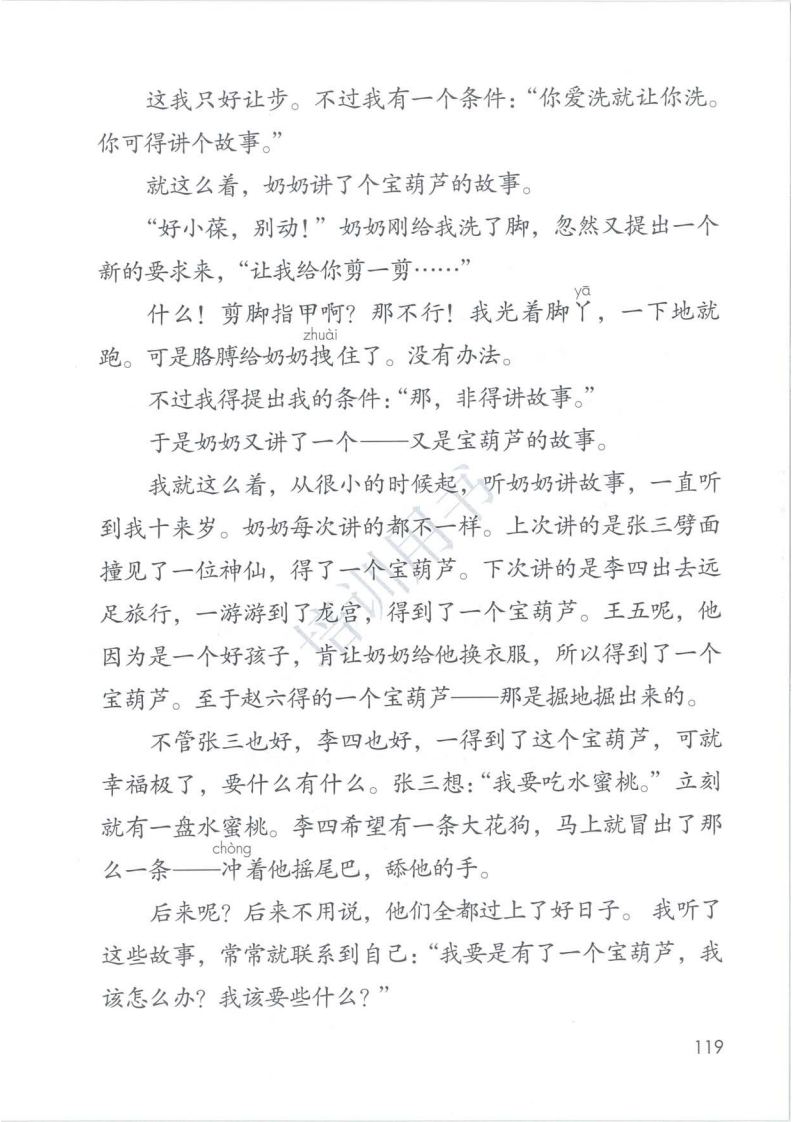 这我只好让步。不过我有一个条件：“你爱洗就让你洗。
你可得讲个故事。”
就这么着，奶奶讲了个宝葫芦的故事。
“好小葆，别动！”奶奶刚给我洗了脚，忽然又提出一个
新的要求来，“让我给你剪一剪……”
yā
什么！剪脚指甲啊？那不行！我光着脚丫，一下地就
zhuài
跑。可是胳膊给奶奶拽住了。没有办法。
不过我得提出我的条件：“那，非得讲故事。”
于是奶奶又讲了一个——又是宝葫芦的故事。
我就这么着，从很小的时候起，听奶奶讲故事，一直听
到我十来岁。奶奶每次讲的都不一样。上次讲的是张三劈面
撞见了一位神仙，得了一个宝葫芦。下次讲的是李四出去远
足旅行，一游游到了龙宫，得到了一个宝葫芦。王五呢，他
因为是一个好孩子，肯让奶奶给他换衣服，所以得到了一个
宝葫芦。至于赵六得的一个宝葫芦——那是掘地掘出来的。
不管张三也好，李四也好，一得到了这个宝葫芦，可就
幸福极了，要什么有什么。张三想：“我要吃水蜜桃。”立刻
就有一盘水蜜桃。李四希望有一条大花狗，马上就冒出了那
chòng
么一条——冲着他摇尾巴，舔他的手。
后来呢？后来不用说，他们全都过上了好日子。我听了
这些故事，常常就联系到自己：“我要是有了一个宝葫芦，我
该怎么办？我该要些什么？”
119
培训用书